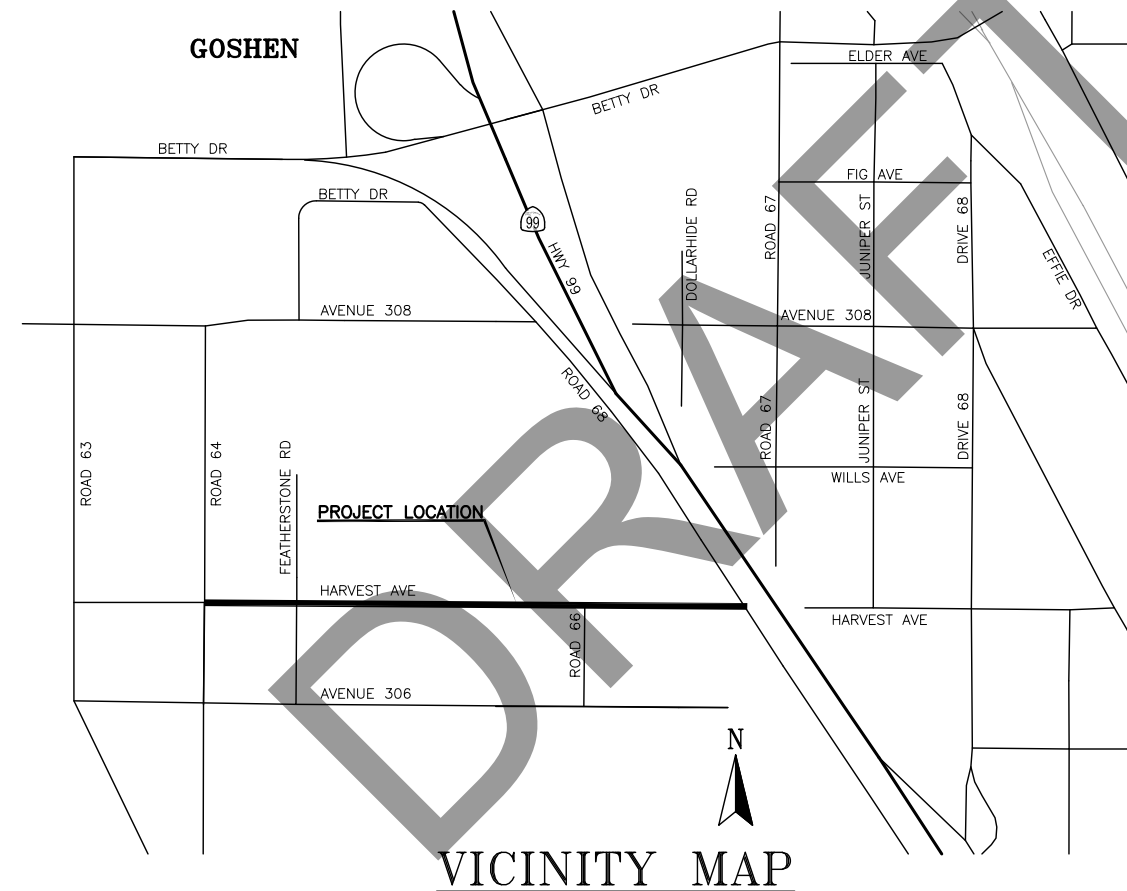 GOSHEN
ELDER AVE
BETTY DR
BETTY DR
FIG AVE
BETTY DR
99
HWY 99
DOLLARHIDE RD
ROAD 67
JUNIPER ST
DRIVE 68
EFFIE DR
AVENUE 308
AVENUE 308
ROAD 68
ROAD 67
JUNIPER ST
DRIVE 68
ROAD 63
ROAD 64
FEATHERSTONE RD
WILLS AVE
PROJECT LOCATION
HARVEST AVE
HARVEST AVE
ROAD 66
AVENUE 306
N
VICINITY MAP
DRAFT